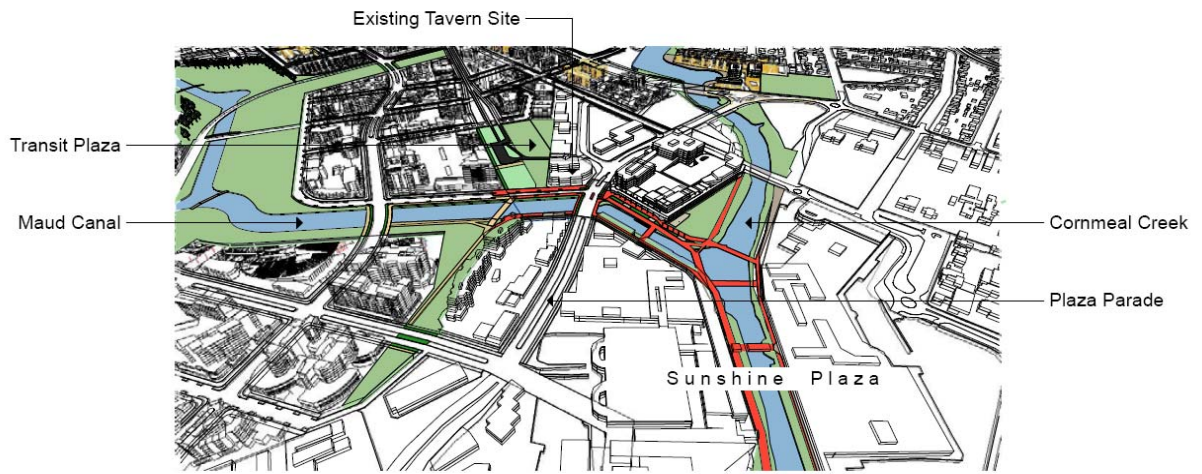 Existing Tavern Site
Transit Plaza
Maud Canal
Cornmeal Creek
Plaza Parade
Sunshine Plaza